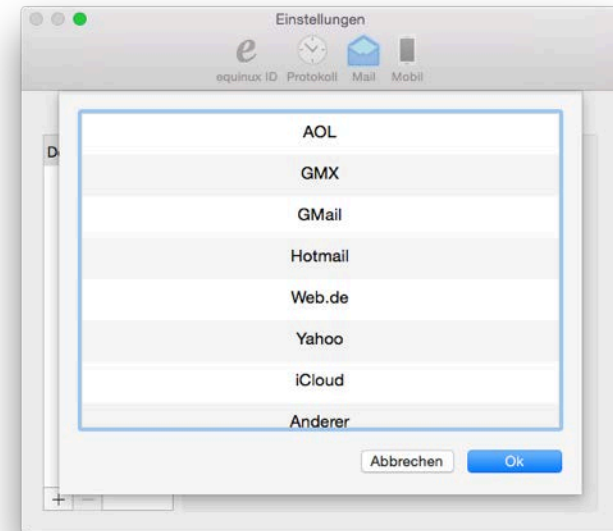 Einstellungen
equinux ID Protokoll Mail Mobil
AOL
GMX
GMail
Hotmail
Web.de
Yahoo
iCloud
Anderer
Abbrechen Ok